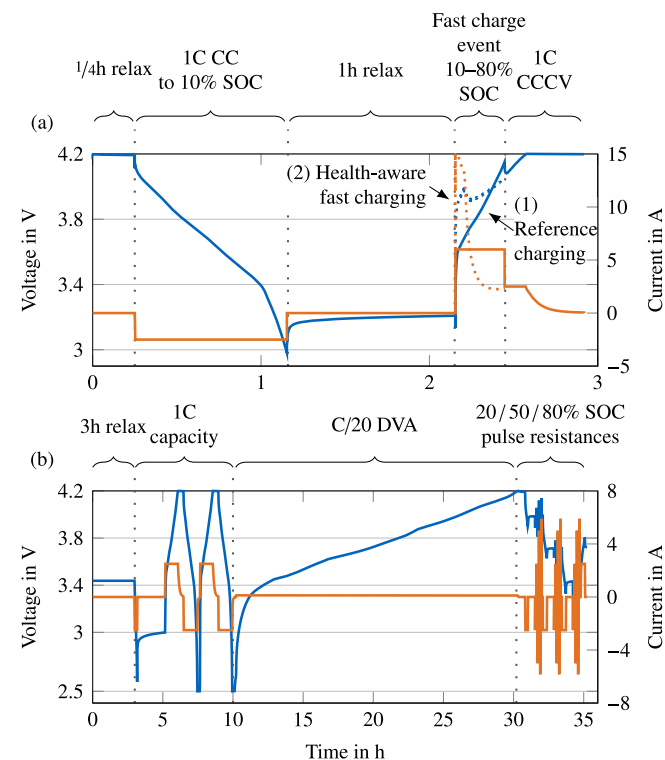 Fast charge
event
10–80%
SOC
1C
CCCV
1/4h relax
1C CC
to 10% SOC
1h relax
(a)
4.2
3.8
3.4
3
Voltage in V
15
10
5
0
−5
Current in A
(2) Health-aware
fast charging
(1)
Reference
charging
0
1
2
3
3h relax
1C
capacity
C/20 DVA
20/50/80% SOC
pulse resistances
(b)
4.2
3.8
3.4
3
2.5
Voltage in V
8
4
0
−4
−8
Current in A
0
5
10
15
20
25
30
35
Time in h